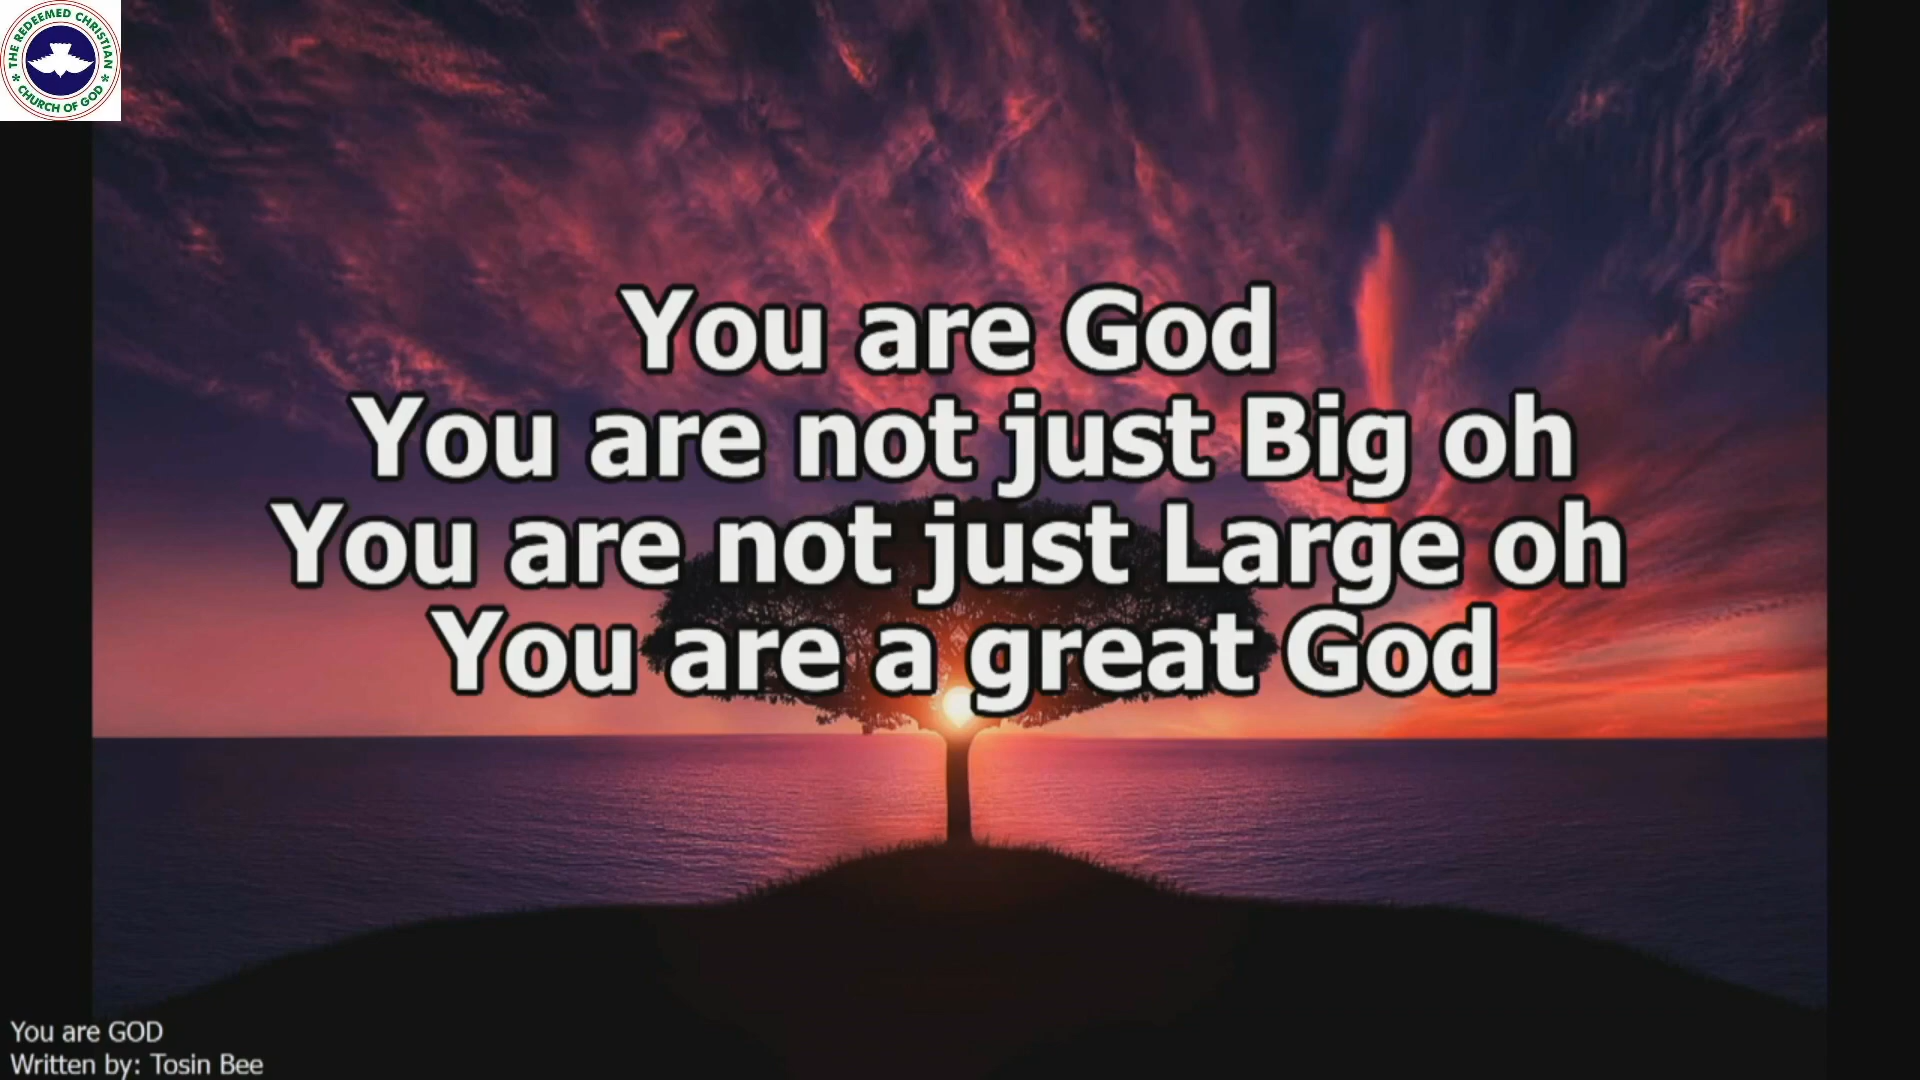 THE REDEEMED CHRISTIAN
CHURCH OF GOD
You are God
You are not just Big oh
You are not just Large oh
You are a great God
You are GOD
Written by: Tosin Bee